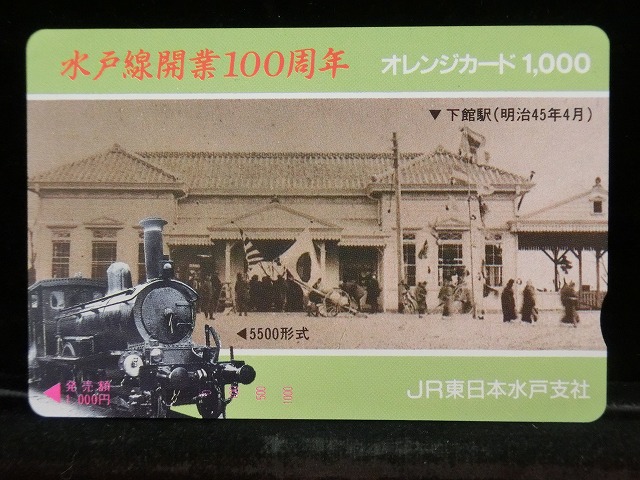 水戸線開業100周年
オレンジカード 1,000
▼下館駅(明治45年4月)
◀5500形式
発売額
1,000円
500
1000
JR東日本水戸支社